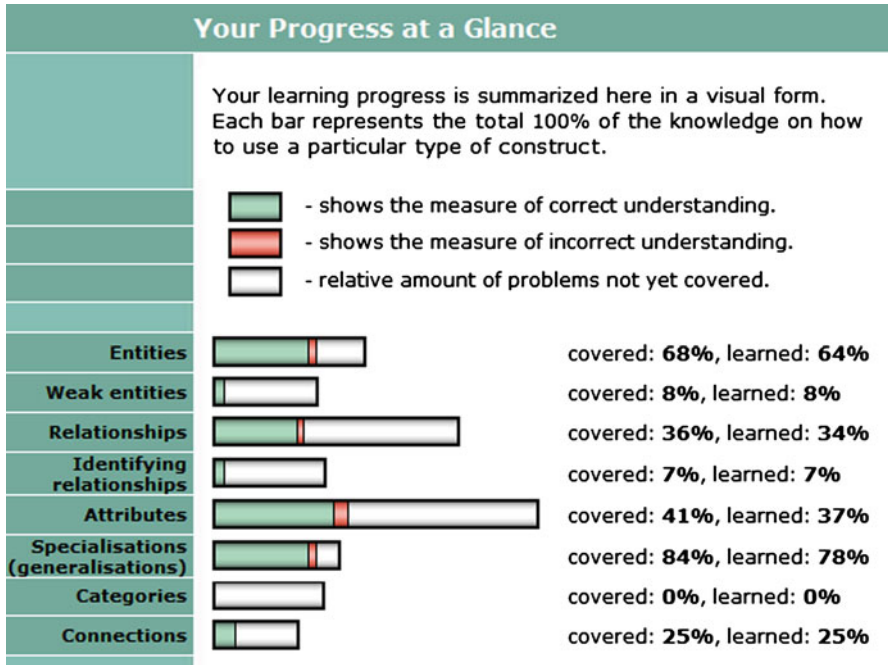 Your Progress at a Glance
Your learning progress is summarized here in a visual form.
Each bar represents the total 100% of the knowledge on how
to use a particular type of construct.
- shows the measure of correct understanding.
- shows the measure of incorrect understanding.
- relative amount of problems not yet covered.
Entities covered: 68%, learned: 64%
Weak entities covered: 8%, learned: 8%
Relationships covered: 36%, learned: 34%
Identifying
relationships covered: 7%, learned: 7%
Attributes covered: 41%, learned: 37%
Specialisations
(generalisations) covered: 84%, learned: 78%
Categories covered: 0%, learned: 0%
Connections covered: 25%, learned: 25%